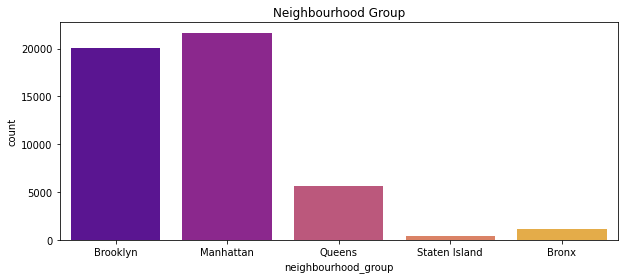 Neighbourhood Group
count
20000
15000
10000
5000
0
Brooklyn Manhattan Queens Staten Island Bronx
neighbourhood_group